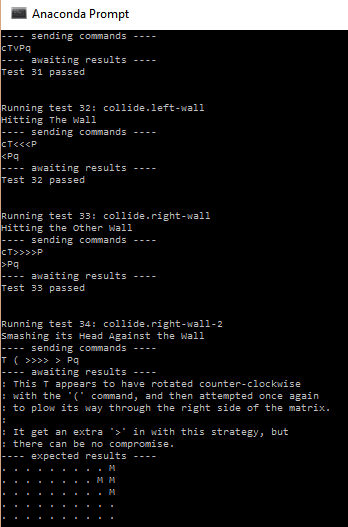 Anaconda Prompt
---- sending commands ----
cTvPq
---- awaiting results ----
Test 31 passed
Running test 32: collide.left-wall
Hitting The Wall
---- sending commands ----
cT<<<P
<Pq
---- awaiting results ----
Test 32 passed
Running test 33: collide.right-wall
Hitting the Other Wall
---- sending commands ----
cT>>>>P
>Pq
---- awaiting results ----
Test 33 passed
Running test 34: collide.right-wall-2
Smashing its Head Against the Wall
---- sending commands ----
T ( >>>> > Pq
---- awaiting results ----
: This T appears to have rotated counter-clockwise
: with the `(` command, and then attempted once again
: to plow its way through the right side of the matrix.
:
: It get an extra `>` in with this strategy, but
: there can be no compromise.
---- expected results ----
. . . . . . . . . M
. . . . . . . . M M
. . . . . . . . . M
. . . . . . . . . .
. . . . . . . . . .